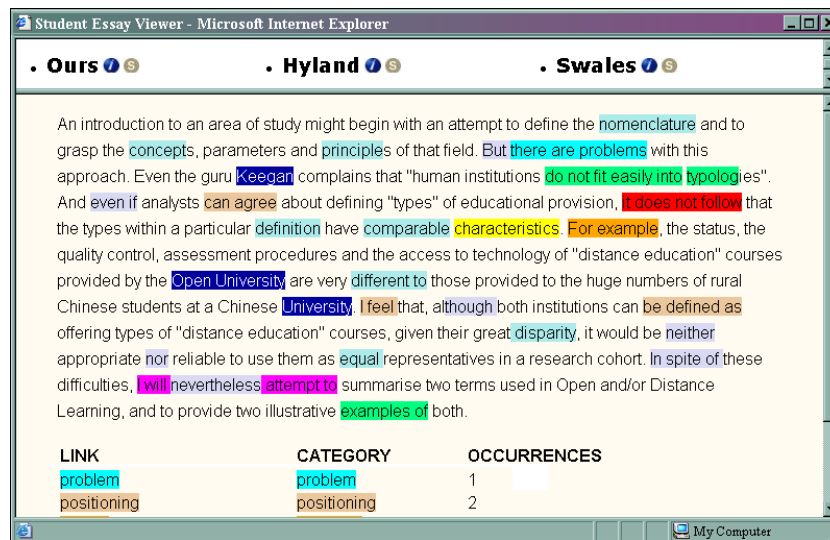 Student Essay Viewer - Microsoft Internet Explorer
• Ours i S • Hyland i S • Swales i S
An introduction to an area of study might begin with an attempt to define the nomenclature and to
grasp the concepts, parameters and principles of that field. But there are problems with this
approach. Even the guru Keegan complains that "human institutions do not fit easily into typologies".
And even if analysts can agree about defining "types" of educational provision, it does not follow that
the types within a particular definition have comparable characteristics. For example, the status, the
quality control, assessment procedures and the access to technology of "distance education" courses
provided by the Open University are very different to those provided to the huge numbers of rural
Chinese students at a Chinese University. I feel that, although both institutions can be defined as
offering types of "distance education" courses, given their great disparity, it would be neither
appropriate nor reliable to use them as equal representatives in a research cohort. In spite of these
difficulties, I will nevertheless attempt to summarise two terms used in Open and/or Distance
Learning, and to provide two illustrative examples of both.
LINK CATEGORY OCCURRENCES
problem problem 1
positioning positioning 2
My Computer